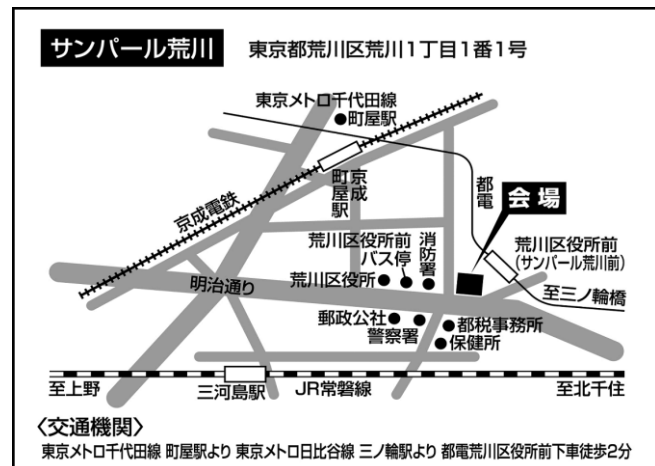 サンパール荒川
東京都荒川区荒川1丁目1番1号
東京メトロ千代田線
町屋駅
京成
町屋駅
京成電鉄
都電
会場
荒川区役所前
バス停
消防署
荒川区役所前
(サンパール荒川前)
荒川区役所
明治通り
至三ノ輪橋
郵政公社
警察署
都税事務所
保健所
至上野
三河島駅
JR常磐線
至北千住
〈交通機関〉
東京メトロ千代田線 町屋駅より 東京メトロ日比谷線 三ノ輪駅より 都電荒川区役所前下車徒歩2分